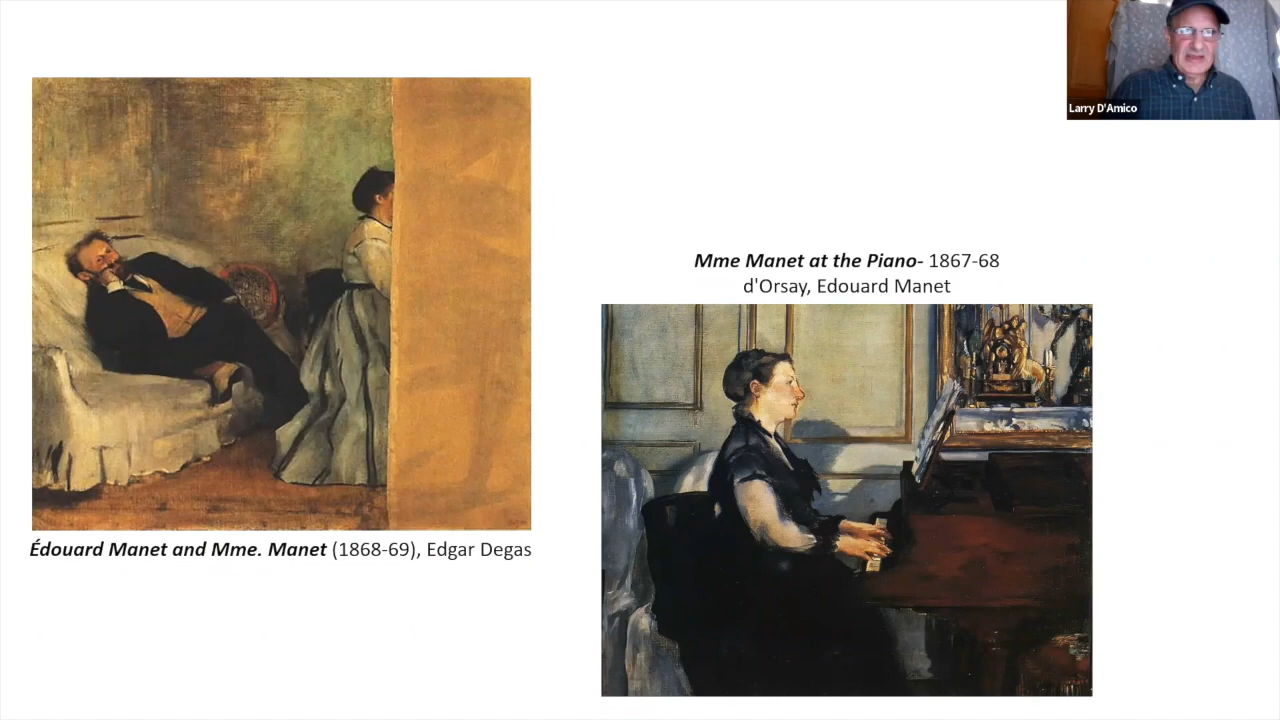 Larry D'Amico
Mme Manet at the Piano- 1867-68
d'Orsay, Edouard Manet
Édouard Manet and Mme. Manet (1868-69), Edgar Degas